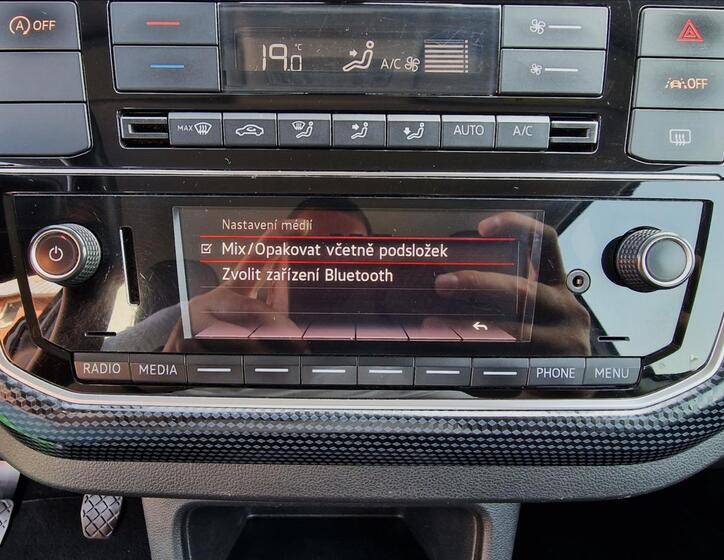 OFF
19.0 °C
A/C
OFF
MAX
AUTO
A/C
Nastavení médií
Mix/Opakovat včetně podsložek
Zvolit zařízení Bluetooth
RADIO
MEDIA
PHONE
MENU